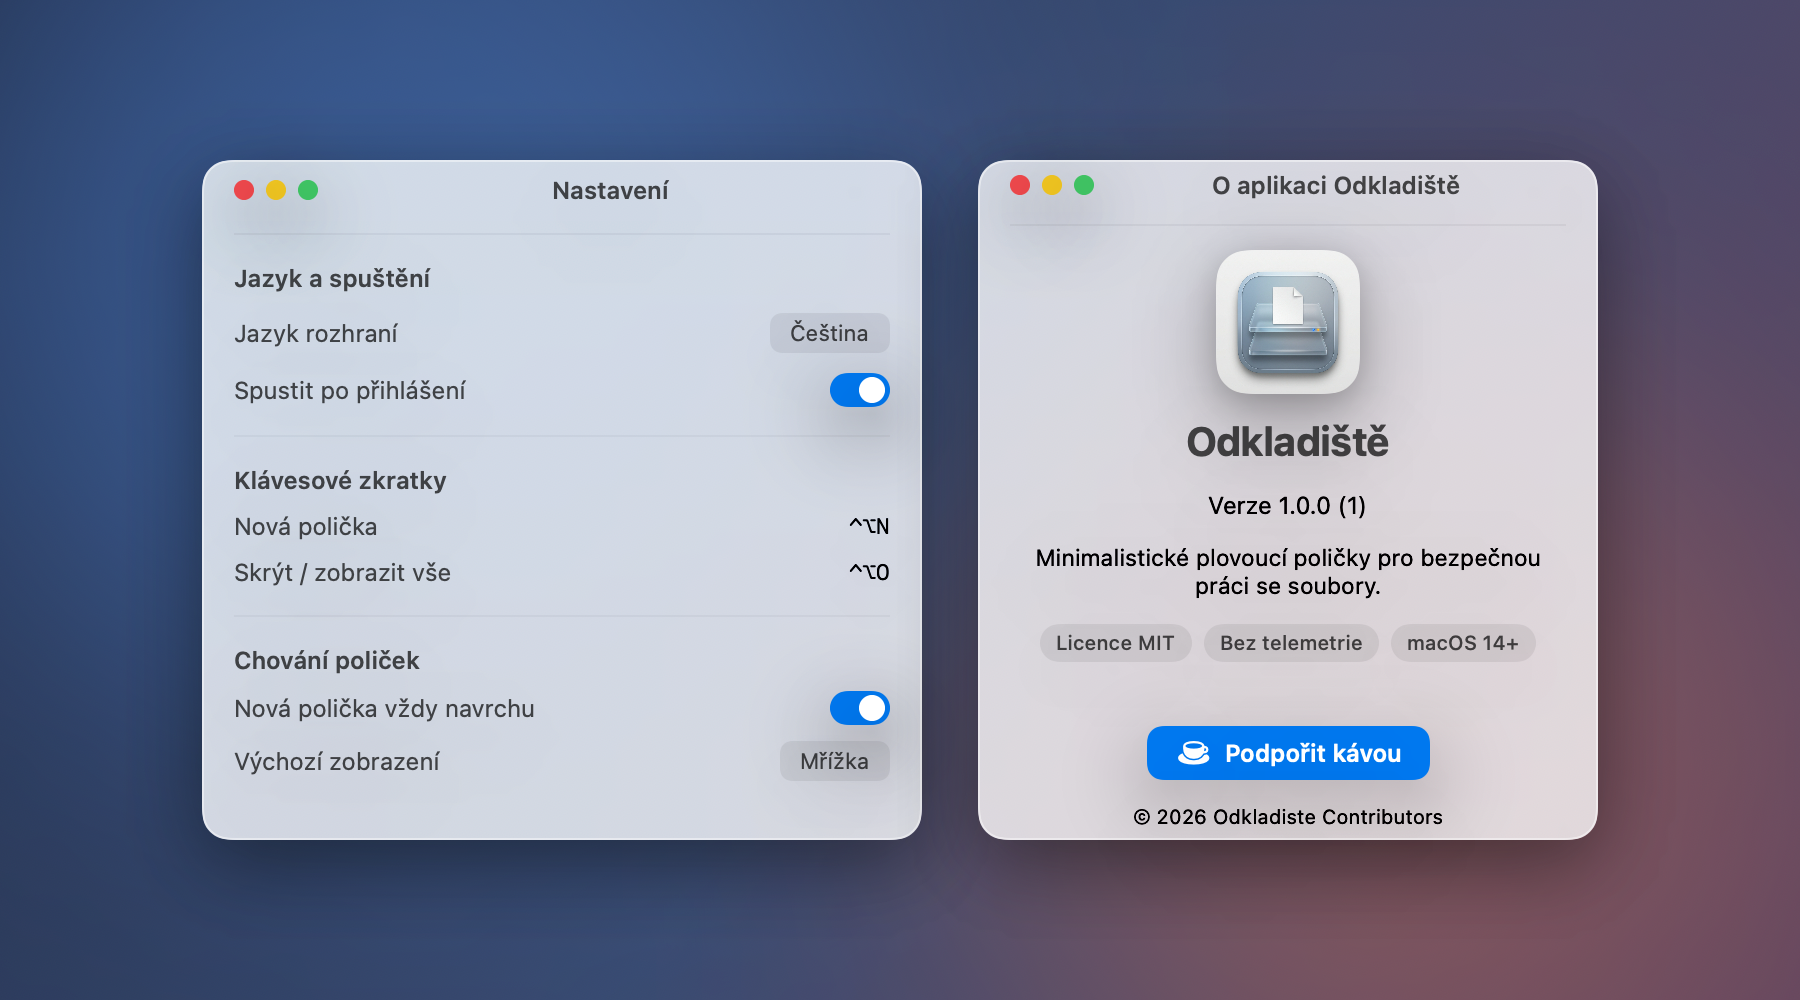 Nastavení
Jazyk a spuštění
Jazyk rozhraní
Čeština
Spustit po přihlášení
Klávesové zkratky
Nová polička
^⌥N
Skrýt / zobrazit vše
^⌥O
Chování poliček
Nová polička vždy navrchu
Výchozí zobrazení
Mřížka
O aplikaci Odkladiště
Odkladiště
Verze 1.0.0 (1)
Minimalistické plovoucí poličky pro bezpečnou
práci se soubory.
Licence MIT
Bez telemetrie
macOS 14+
Podpořit kávou
© 2026 Odkladiste Contributors